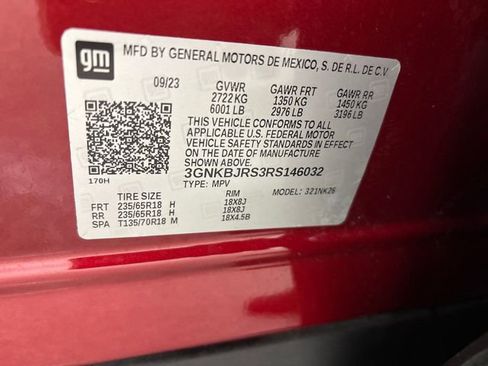 gm
MFD BY GENERAL MOTORS DE MEXICO, S. DE R.L. DE C.V
09/23 GVWR GAWR FRT GAWR RR
2722 KG 1350 KG 1450 KG
6001 LB 2976 LB 3196 LB
THIS VEHICLE CONFORMS TO ALL
APPLICABLE U.S. FEDERAL MOTOR
VEHICLE SAFETY STANDARDS IN EFFECT
ON THE DATE OF MANUFACTURE
SHOWN ABOVE.
3GNKBJRS3RS146032
TYPE: MPV MODEL: 321NK26
170H
TIRE SIZE RIM
FRT 235/65R18 H 18X8J
RR 235/65R18 H 18X8J
SPA T135/70R18 M 18X4.5B